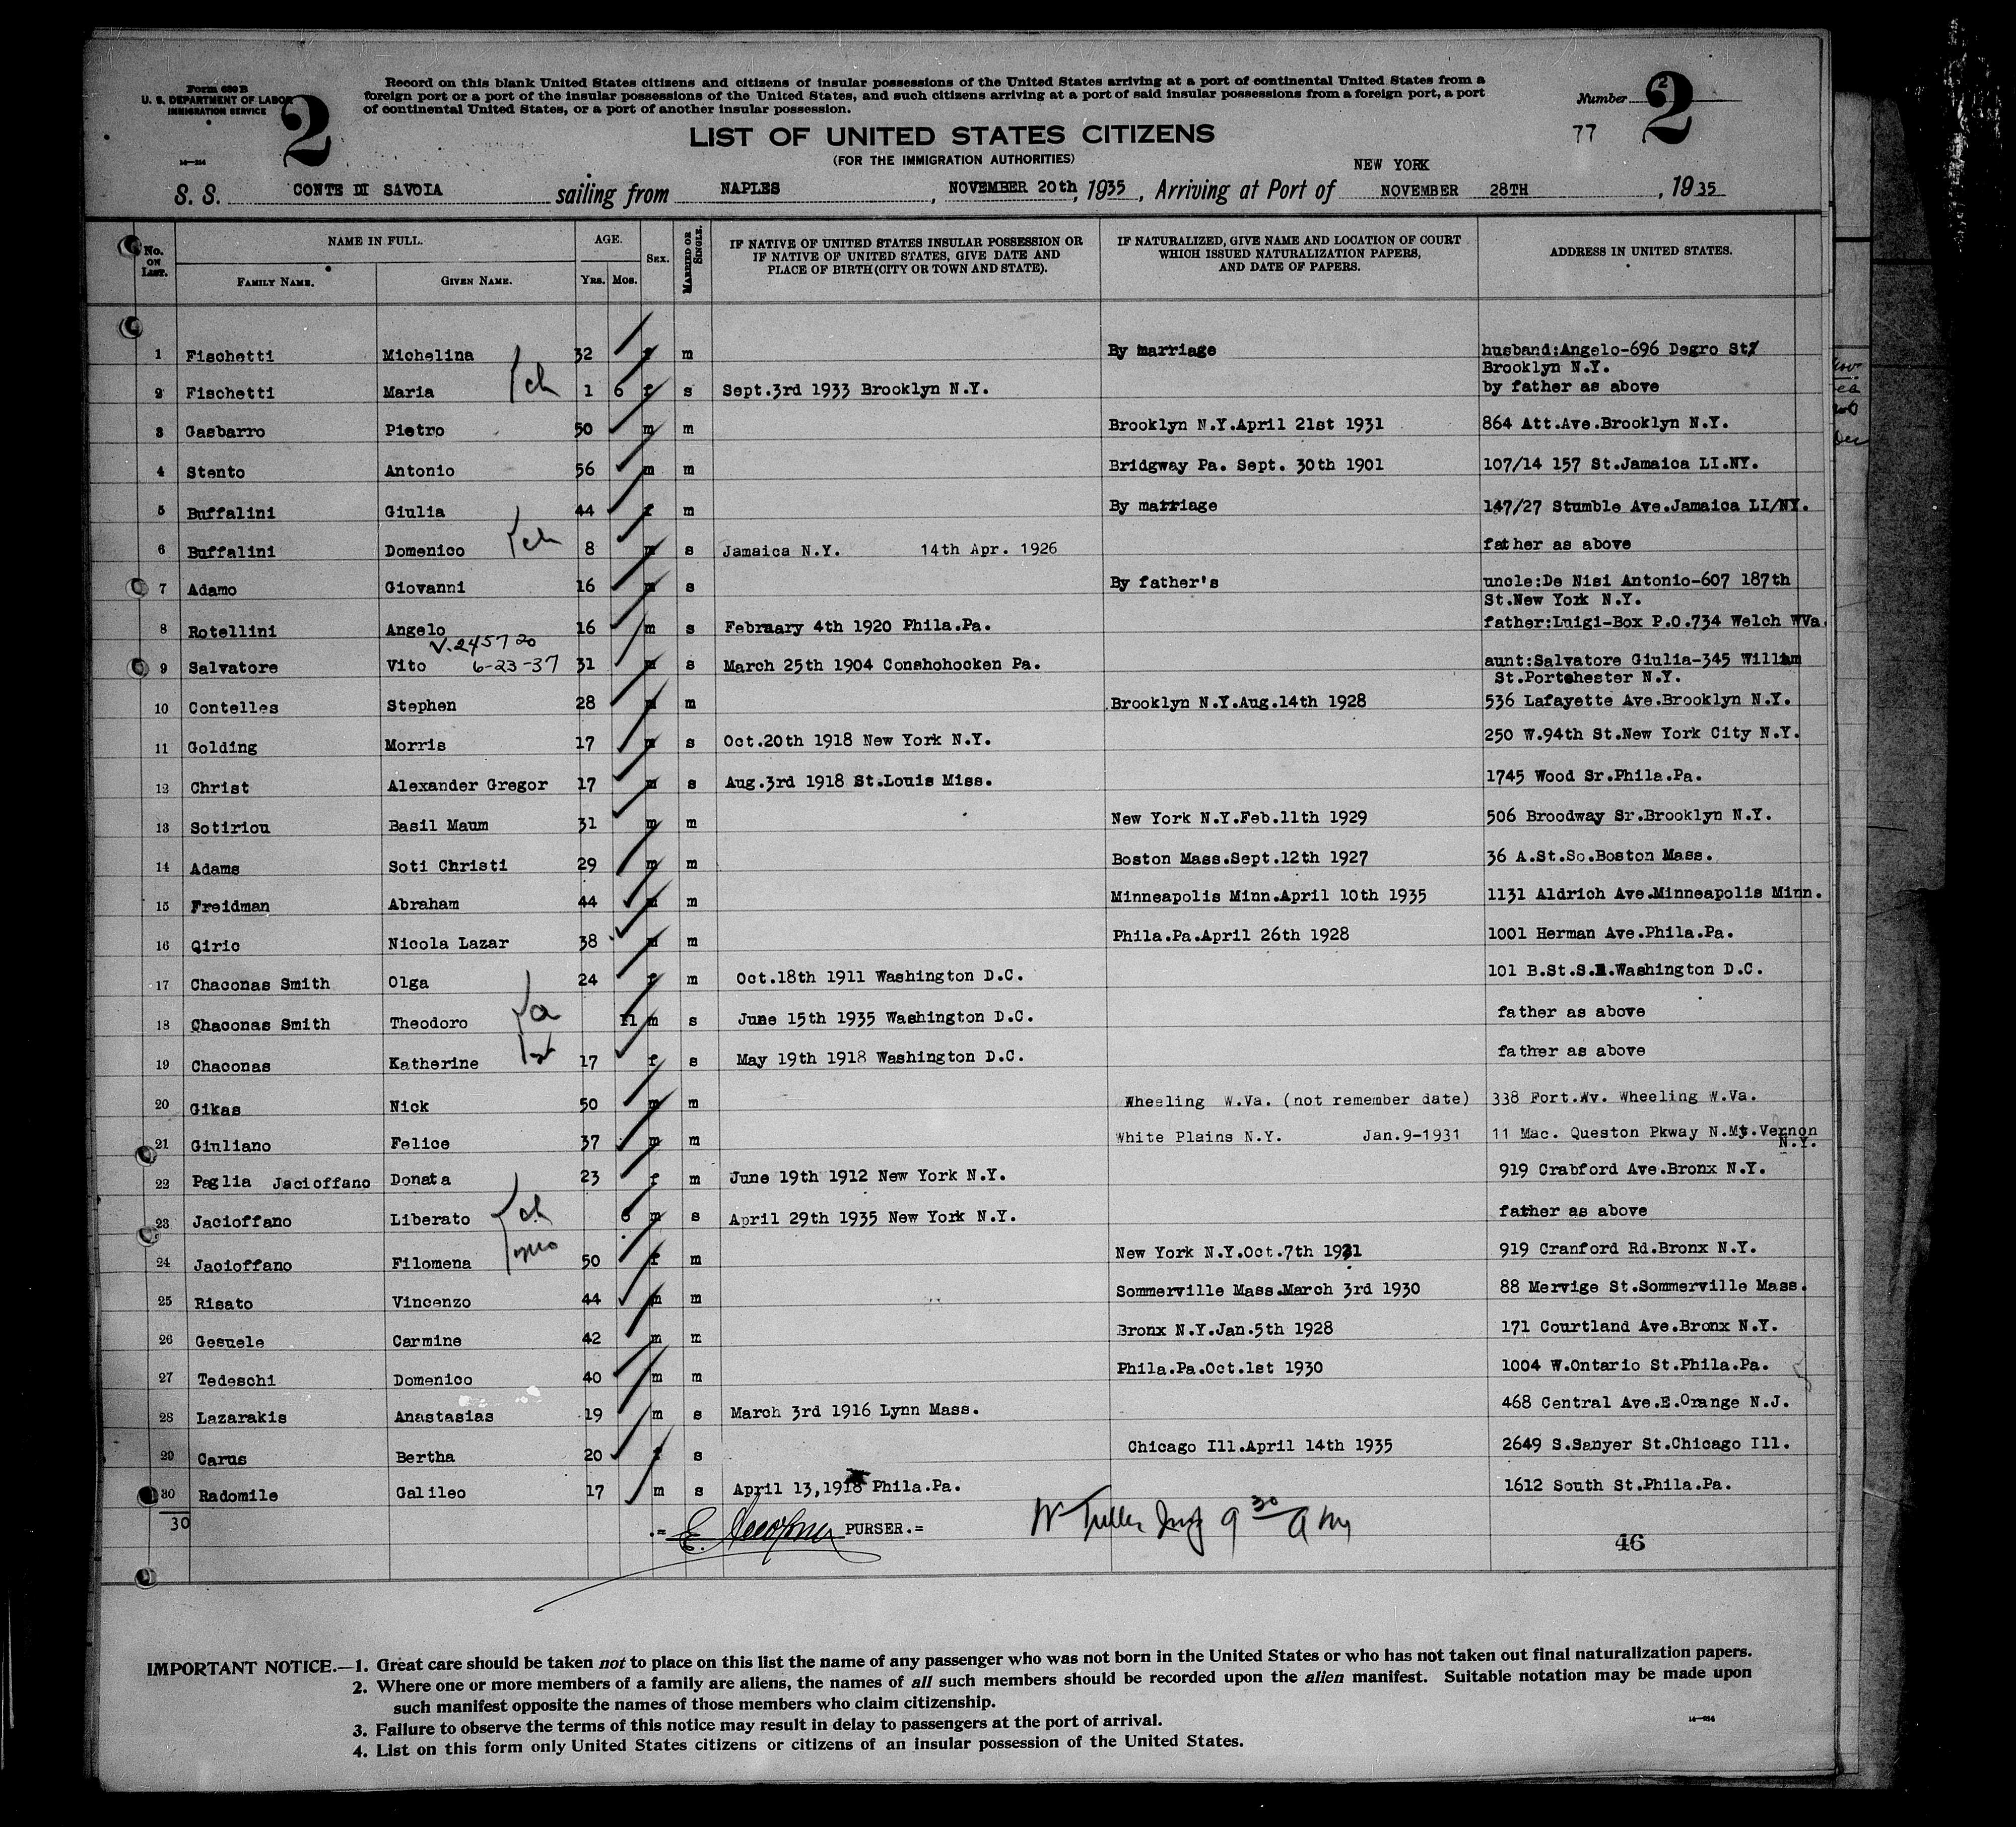 Form 630 B
U. S. DEPARTMENT OF LABOR
IMMIGRATION SERVICE
2
Record on this blank United States citizens and citizens of insular possessions of the United States arriving at a port of continental United States from a
foreign port or a port of the insular possessions of the United States, and such citizens arriving at a port of said insular possessions from a foreign port, a port
of continental United States, or a port of another insular possession.
Number 2
2
77
LIST OF UNITED STATES CITIZENS
(FOR THE IMMIGRATION AUTHORITIES)
NEW YORK
S. S. CONTE DI SAVOIA sailing from NAPLES, NOVEMBER 20th, 1935, Arriving at Port of NOVEMBER 28TH, 1935
No. ON LIST. NAME IN FULL. FAMILY NAME. GIVEN NAME. AGE. YRS. MOS. SEX. MARRIED OR SINGLE. IF NATIVE OF UNITED STATES INSULAR POSSESSION OR IF NATIVE OF UNITED STATES, GIVE DATE AND PLACE OF BIRTH (CITY OR TOWN AND STATE). IF NATURALIZED, GIVE NAME AND LOCATION OF COURT WHICH ISSUED NATURALIZATION PAPERS, AND DATE OF PAPERS. ADDRESS IN UNITED STATES.
1 Fischetti Michelina 32 f m By marriage husband:Angelo-696 Degro St/
Brooklyn N.Y.
2 Fischetti Maria ch 1 6 f s Sept.3rd 1933 Brooklyn N.Y. by father as above
3 Gasbarro Pietro 50 m m Brooklyn N.Y.April 21st 1931 864 Att.Ave.Brooklyn N.Y.
4 Stento Antonio 56 m m Bridgway Pa. Sept. 30th 1901 107/14 157 St.Jamaica LI.NY.
5 Buffalini Giulia 44 f m By marriage 147/27 Stumble Ave.Jamaica LI/NY.
6 Buffalini Domenico ch 8 m s Jamaica N.Y. 14th Apr. 1926 father as above
7 Adamo Giovanni 16 m s By father's uncle:De Nisi Antonio-607 187th
St.New York N.Y.
8 Rotellini Angelo 16 m s February 4th 1920 Phila.Pa. father:Luigi-Box P.O.734 Welch WVa.
V.245720
9 Salvatore Vito 6-23-37 31 m s March 25th 1904 Conshohocken Pa. aunt:Salvatore Giulia-345 William
St.Portchester N.Y.
10 Contelles Stephen 28 m m Brooklyn N.Y.Aug.14th 1928 536 Lafayette Ave.Brooklyn N.Y.
11 Golding Morris 17 m s Oct.20th 1918 New York N.Y. 250 W.94th St.New York City N.Y.
12 Christ Alexander Gregor 17 m s Aug.3rd 1918 St.Louis Miss. 1745 Wood Sr.Phila.Pa.
13 Sotiriou Basil Maum 31 m m New York N.Y.Feb.11th 1929 506 Broodway Sr.Brooklyn N.Y.
14 Adams Soti Christi 29 m m Boston Mass.Sept.12th 1927 36 A.St.So.Boston Mass.
15 Freidman Abraham 44 m m Minneapolis Minn.April 10th 1935 1131 Aldrich Ave.Minneapolis Minn.
16 Qiric Nicola Lazar 38 m m Phila.Pa.April 26th 1928 1001 Herman Ave.Phila.Pa.
17 Chaconas Smith Olga 24 f m Oct.18th 1911 Washington D.C. 101 B.St.S.E.Washington D.C.
18 Chaconas Smith Theodoro 11 m s June 15th 1935 Washington D.C. father as above
19 Chaconas Katherine 17 f s May 19th 1918 Washington D.C. father as above
20 Gikas Nick 50 m m Wheeling W.Va. (not remember date) 338 Fort.Wv. Wheeling W.Va.
21 Giuliano Felice 37 m m White Plains N.Y. Jan.9-1931 11 Mac. Queston Pkway N.Mt.Vernon
N.Y.
22 Paglia Jacioffano Donata 23 f m June 19th 1912 New York N.Y. 919 Crabford Ave.Bronx N.Y.
23 Jacioffano Liberato ch 6 m s April 29th 1935 New York N.Y. father as above
24 Jacioffano Filomena 50 f m New York N.Y.Oct.7th 1931 919 Cranford Rd.Bronx N.Y.
25 Risato Vincenzo 44 m m Sommerville Mass.March 3rd 1930 88 Mervige St.Sommerville Mass.
26 Gesuele Carmine 42 m m Bronx N.Y.Jan.5th 1928 171 Courtland Ave.Bronx N.Y.
27 Tedeschi Domenico 40 m m Phila.Pa.Oct.1st 1930 1004 W.Ontario St.Phila.Pa.
28 Lazarakis Anastasias 19 m s March 3rd 1916 Lynn Mass. 468 Central Ave.E.Orange N.J.
29 Carus Bertha 20 f s Chicago Ill.April 14th 1935 2649 S.Sanyer St.Chicago Ill.
30 Radomile Galileo 17 m s April 13,1918 Phila.Pa. 1612 South St.Phila.Pa.
30
.= E. PURSER.= 9 30 am
46
IMPORTANT NOTICE.—1. Great care should be taken not to place on this list the name of any passenger who was not born in the United States or who has not taken out final naturalization papers.
2. Where one or more members of a family are aliens, the names of all such members should be recorded upon the alien manifest. Suitable notation may be made upon
such manifest opposite the names of those members who claim citizenship.
3. Failure to observe the terms of this notice may result in delay to passengers at the port of arrival.
4. List on this form only United States citizens or citizens of an insular possession of the United States.